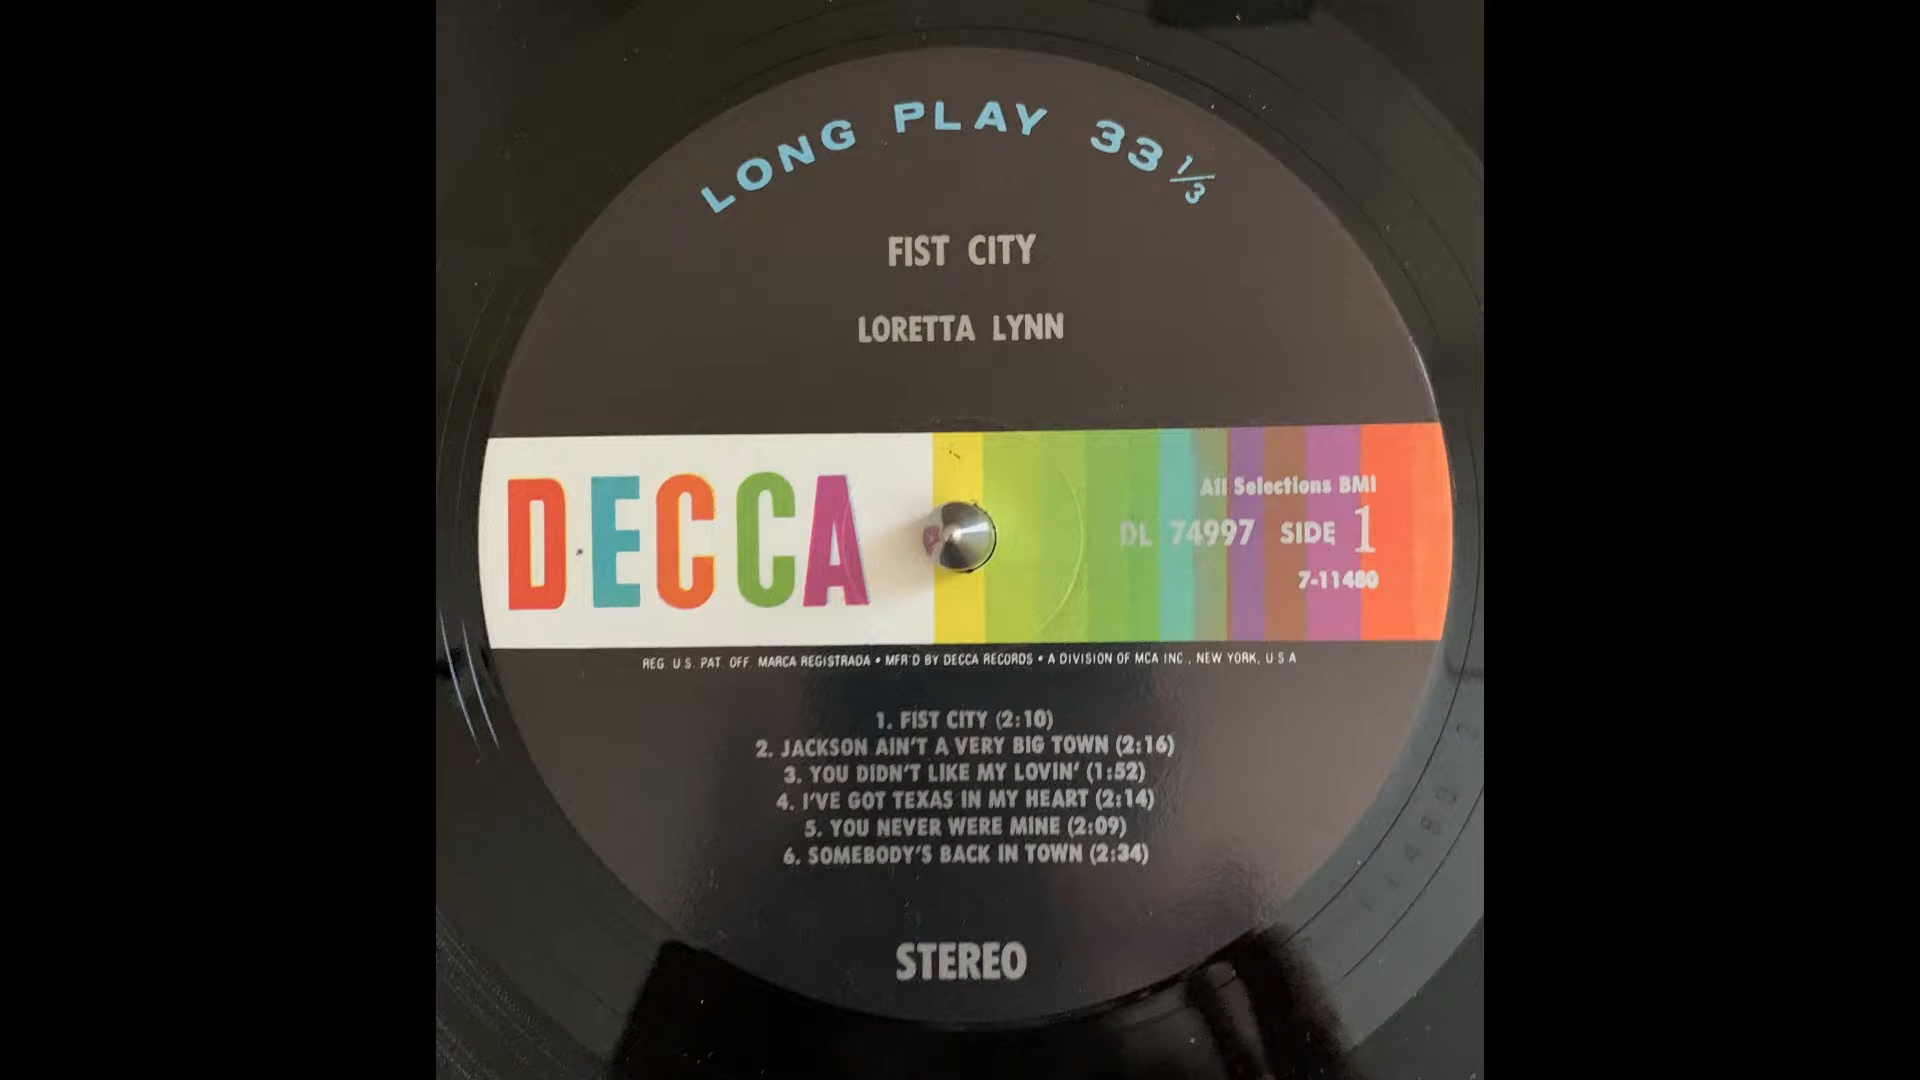 LONG PLAY 33 1/3
FIST CITY
LORETTA LYNN
DECCA
All Selections BMI
DL 74997 SIDE 1
7-11480
REG. U.S. PAT. OFF. MARCA REGISTRADA • MFR'D BY DECCA RECORDS • A DIVISION OF MCA INC., NEW YORK, U S A
1. FIST CITY (2:10)
2. JACKSON AIN'T A VERY BIG TOWN (2:16)
3. YOU DIDN'T LIKE MY LOVIN' (1:52)
4. I'VE GOT TEXAS IN MY HEART (2:14)
5. YOU NEVER WERE MINE (2:09)
6. SOMEBODY'S BACK IN TOWN (2:34)
STEREO